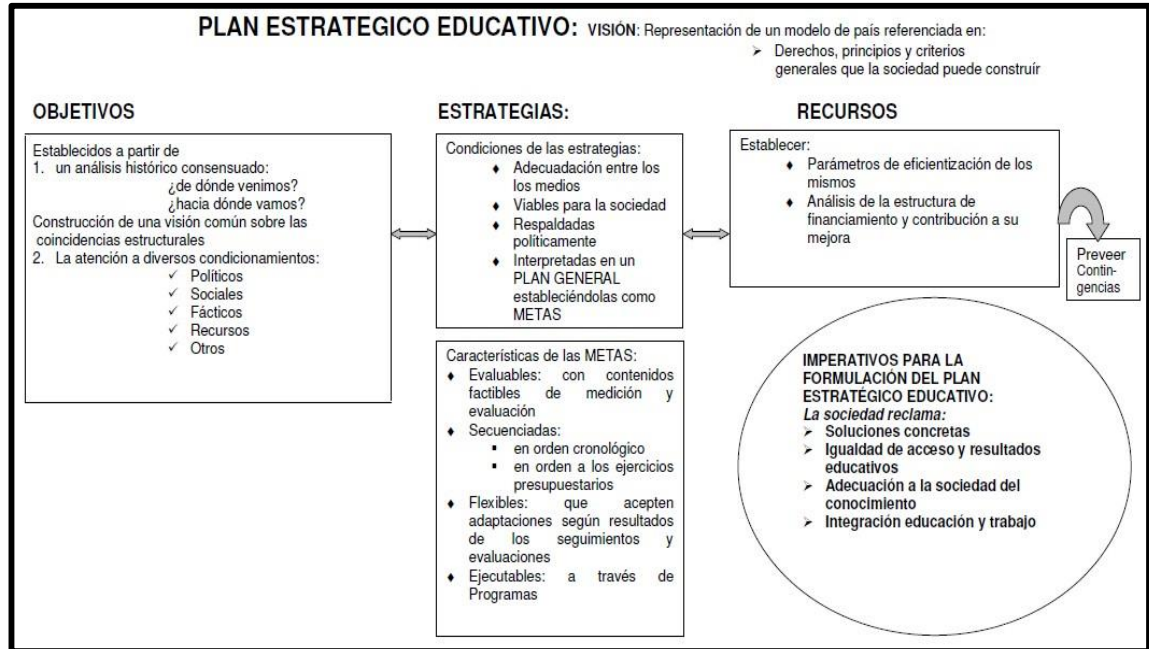 PLAN ESTRATEGICO EDUCATIVO: VISIÓN: Representación de un modelo de país referenciada en:
➢ Derechos, principios y criterios
generales que la sociedad puede construír
OBJETIVOS
Establecidos a partir de
1. un análisis histórico consensuado:
¿de dónde venimos?
¿hacia dónde vamos?
Construcción de una visión común sobre las
coincidencias estructurales
2. La atención a diversos condicionamientos:
✓ Políticos
✓ Sociales
✓ Fácticos
✓ Recursos
✓ Otros
ESTRATEGIAS:
Condiciones de las estrategias:
♦ Adecuadación entre los
los medios
♦ Viables para la sociedad
♦ Respaldadas
políticamente
♦ Interpretadas en un
PLAN GENERAL
estableciéndolas como
METAS
Características de las METAS:
♦ Evaluables: con contenidos
factibles de medición y
evaluación
♦ Secuenciadas:
▪ en orden cronológico
▪ en orden a los ejercicios
presupuestarios
♦ Flexibles: que acepten
adaptaciones según resultados
de los seguimientos y
evaluaciones
♦ Ejecutables: a través de
Programas
RECURSOS
Establecer:
♦ Parámetros de eficientización de los
mismos
♦ Análisis de la estructura de
financiamiento y contribución a su
mejora
Preveer
Contin-
gencias
IMPERATIVOS PARA LA
FORMULACIÓN DEL PLAN
ESTRATÉGICO EDUCATIVO:
La sociedad reclama:
➢ Soluciones concretas
➢ Igualdad de acceso y resultados
educativos
➢ Adecuación a la sociedad del
conocimiento
➢ Integración educación y trabajo